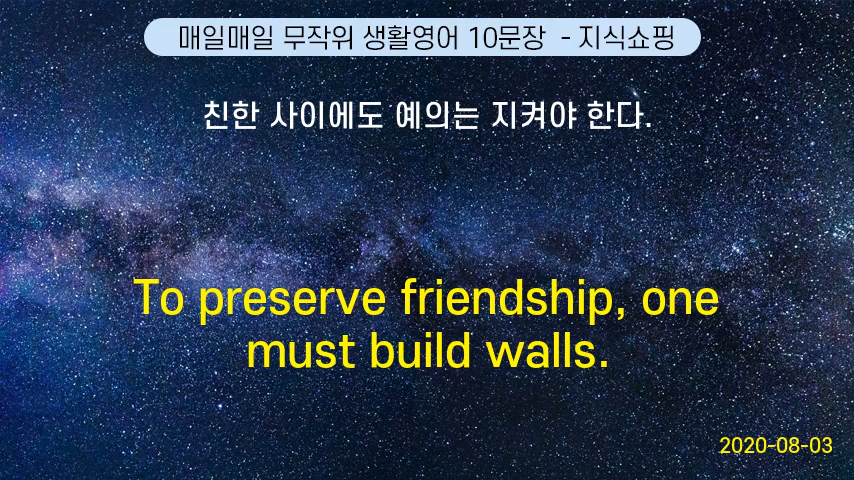 매일매일 무작위 생활영어 10문장 - 지식쇼핑
친한 사이에도 예의는 지켜야 한다.
To preserve friendship, one
must build walls.
2020-08-03